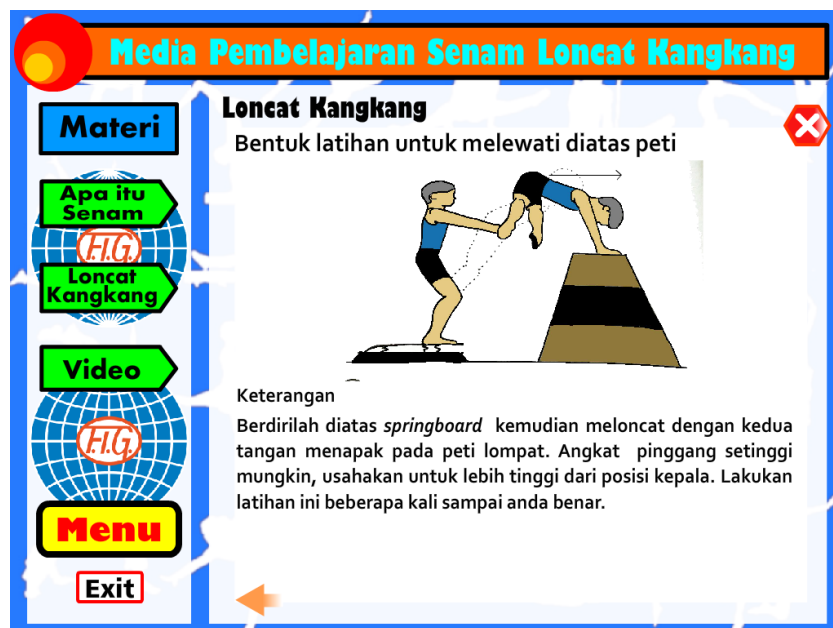 Media Pembelajaran Senam Loncat Kangkang
Materi
Apa itu
Senam
F.I.G.
Loncat
Kangkang
Video
F.I.G.
Menu
Exit
Loncat Kangkang
Bentuk latihan untuk melewati diatas peti
Keterangan
Berdirilah diatas springboard kemudian meloncat dengan kedua
tangan menapak pada peti lompat. Angkat pinggang setinggi
mungkin, usahakan untuk lebih tinggi dari posisi kepala. Lakukan
latihan ini beberapa kali sampai anda benar.